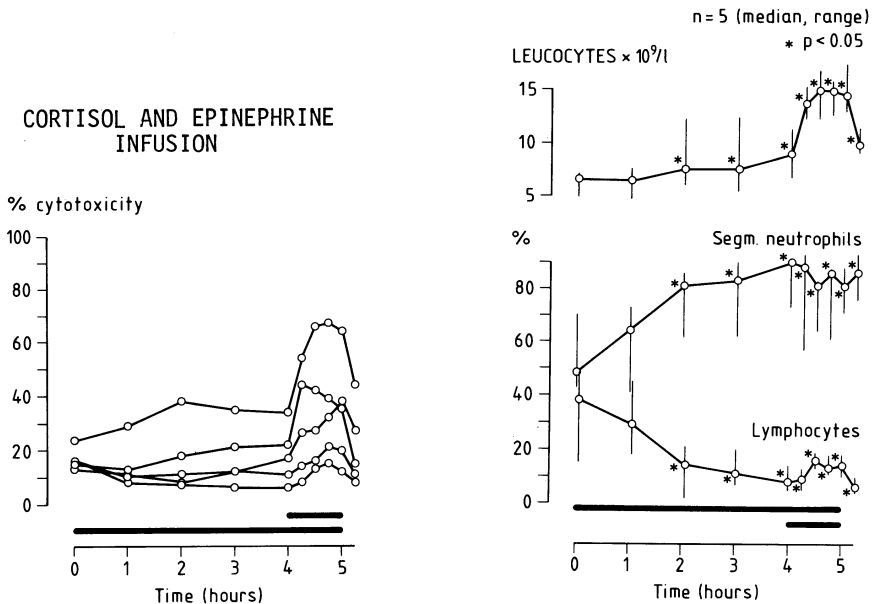 CORTISOL AND EPINEPHRINE
INFUSION
% cytotoxicity
100
80
60
40
20
0
0 1 2 3 4 5
Time (hours)
n = 5 (median, range)
* p < 0.05
LEUCOCYTES × 10⁹/l
15
10
5
%
Segm. neutrophils
80
60
40
20
0
Lymphocytes
0 1 2 3 4 5
Time (hours)